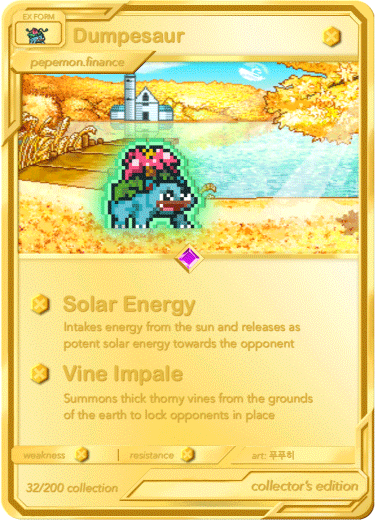 EX FORM
Dumpesaur
pepemon.finance
Solar Energy
Intakes energy from the sun and releases as
potent solar energy towards the opponent
Vine Impale
Summons thick thorny vines from the grounds
of the earth to lock opponents in place
weakness
resistance
art: 푸푸히
32/200 collection
collector's edition